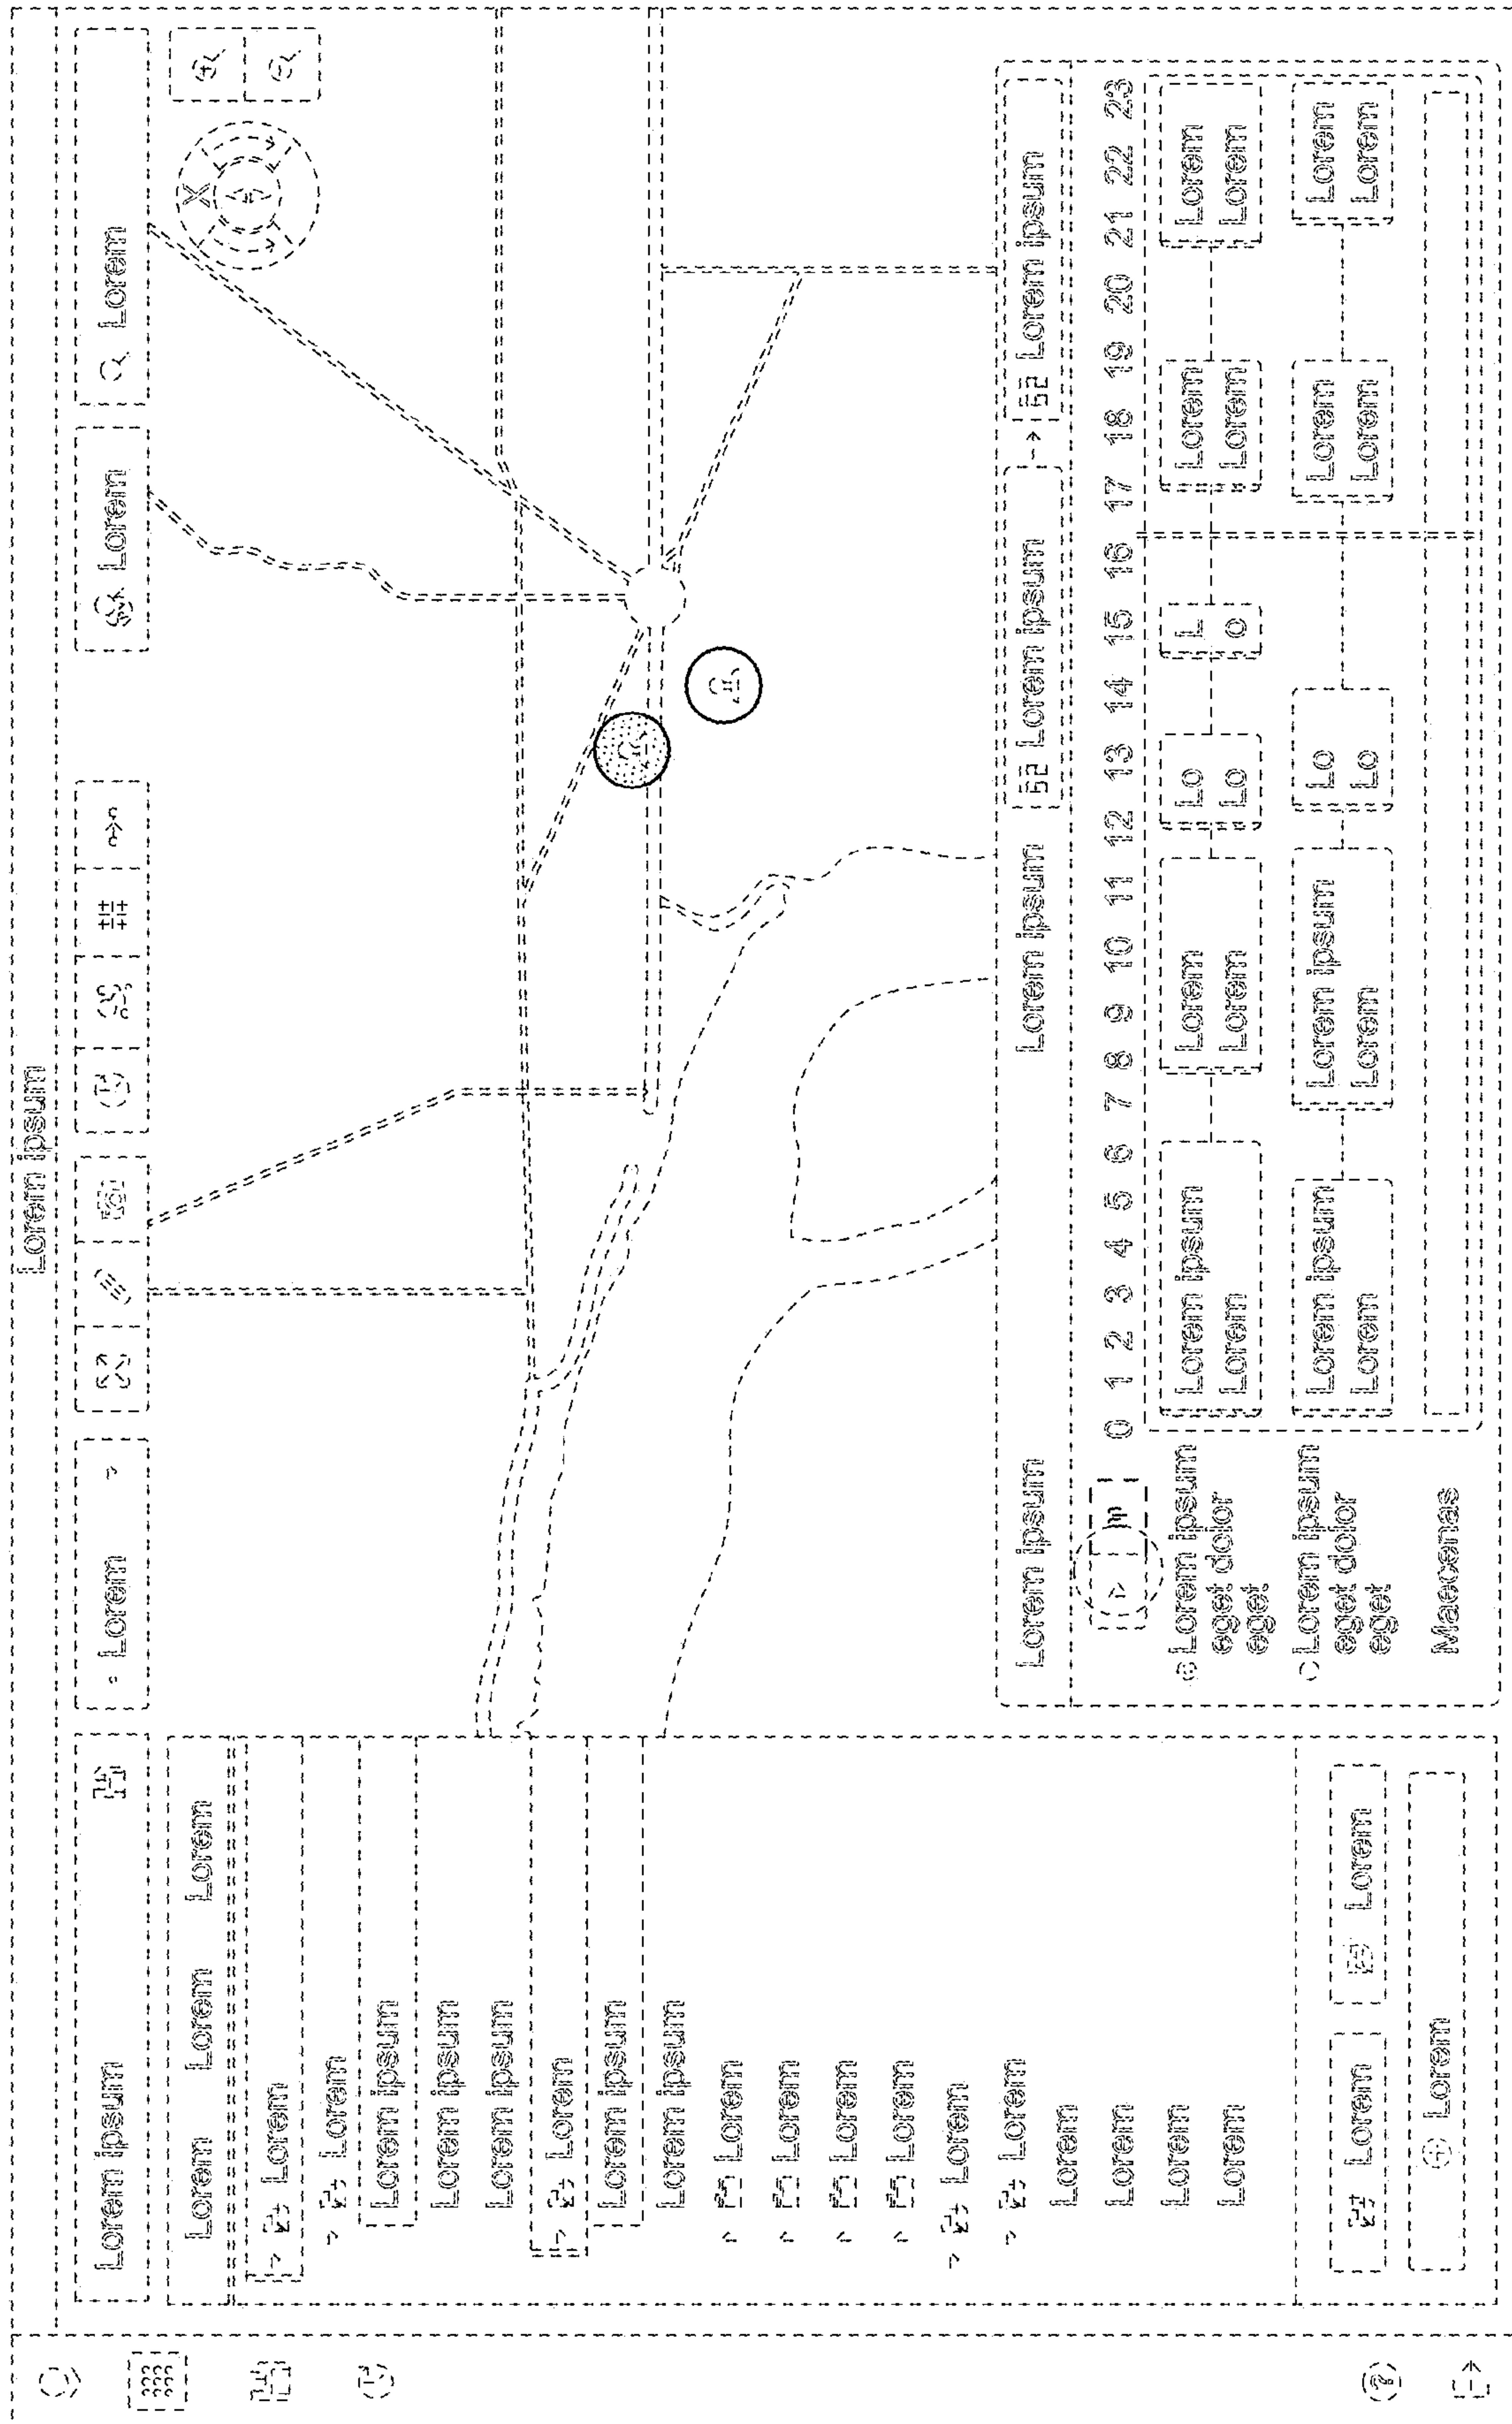 Lorem ipsum
Lorem ipsum
Lorem
Lorem
Lorem
Lorem Lorem Lorem
Lorem
Lorem
Lorem ipsum
Lorem ipsum
Lorem ipsum
Lorem
Lorem ipsum
Lorem ipsum
Lorem
Lorem
Lorem
Lorem
Lorem
Lorem
Lorem
Lorem
Lorem
Lorem
Lorem
Lorem
Lorem
Lorem ipsum
Lorem ipsum
Lorem ipsum
Lorem ipsum
0 1 2 3 4 5 6 7 8 9 10 11 12 13 14 15 16 17 18 19 20 21 22 23
Lorem ipsum
eget dolor
eget
Lorem ipsum Lorem Lo L Lorem Lorem
Lorem Lorem Lo o Lorem Lorem
Lorem ipsum
eget dolor
eget
Lorem ipsum Lorem ipsum Lo Lorem Lorem
Lorem Lorem Lo Lorem Lorem
Maecenas